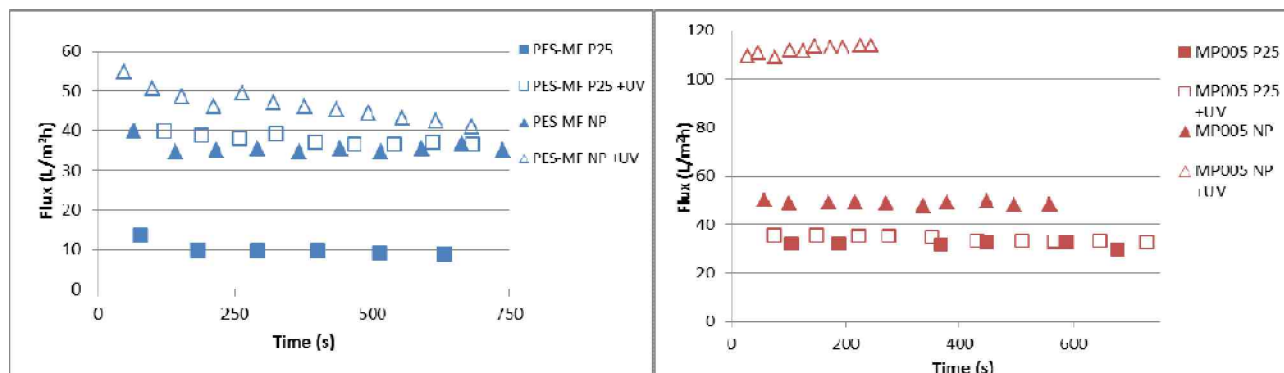 60
50
40
30
20
10
0
Flux (L/m²h)
0
250
500
750
Time (s)
PES-MF P25
PES-MF P25 +UV
PES-MF NP
PES-MF NP +UV
120
100
80
60
40
20
0
Flux (L/m²h)
0
200
400
600
Time (s)
MP005 P25
MP005 P25
+UV
MP005 NP
MP005 NP
+UV